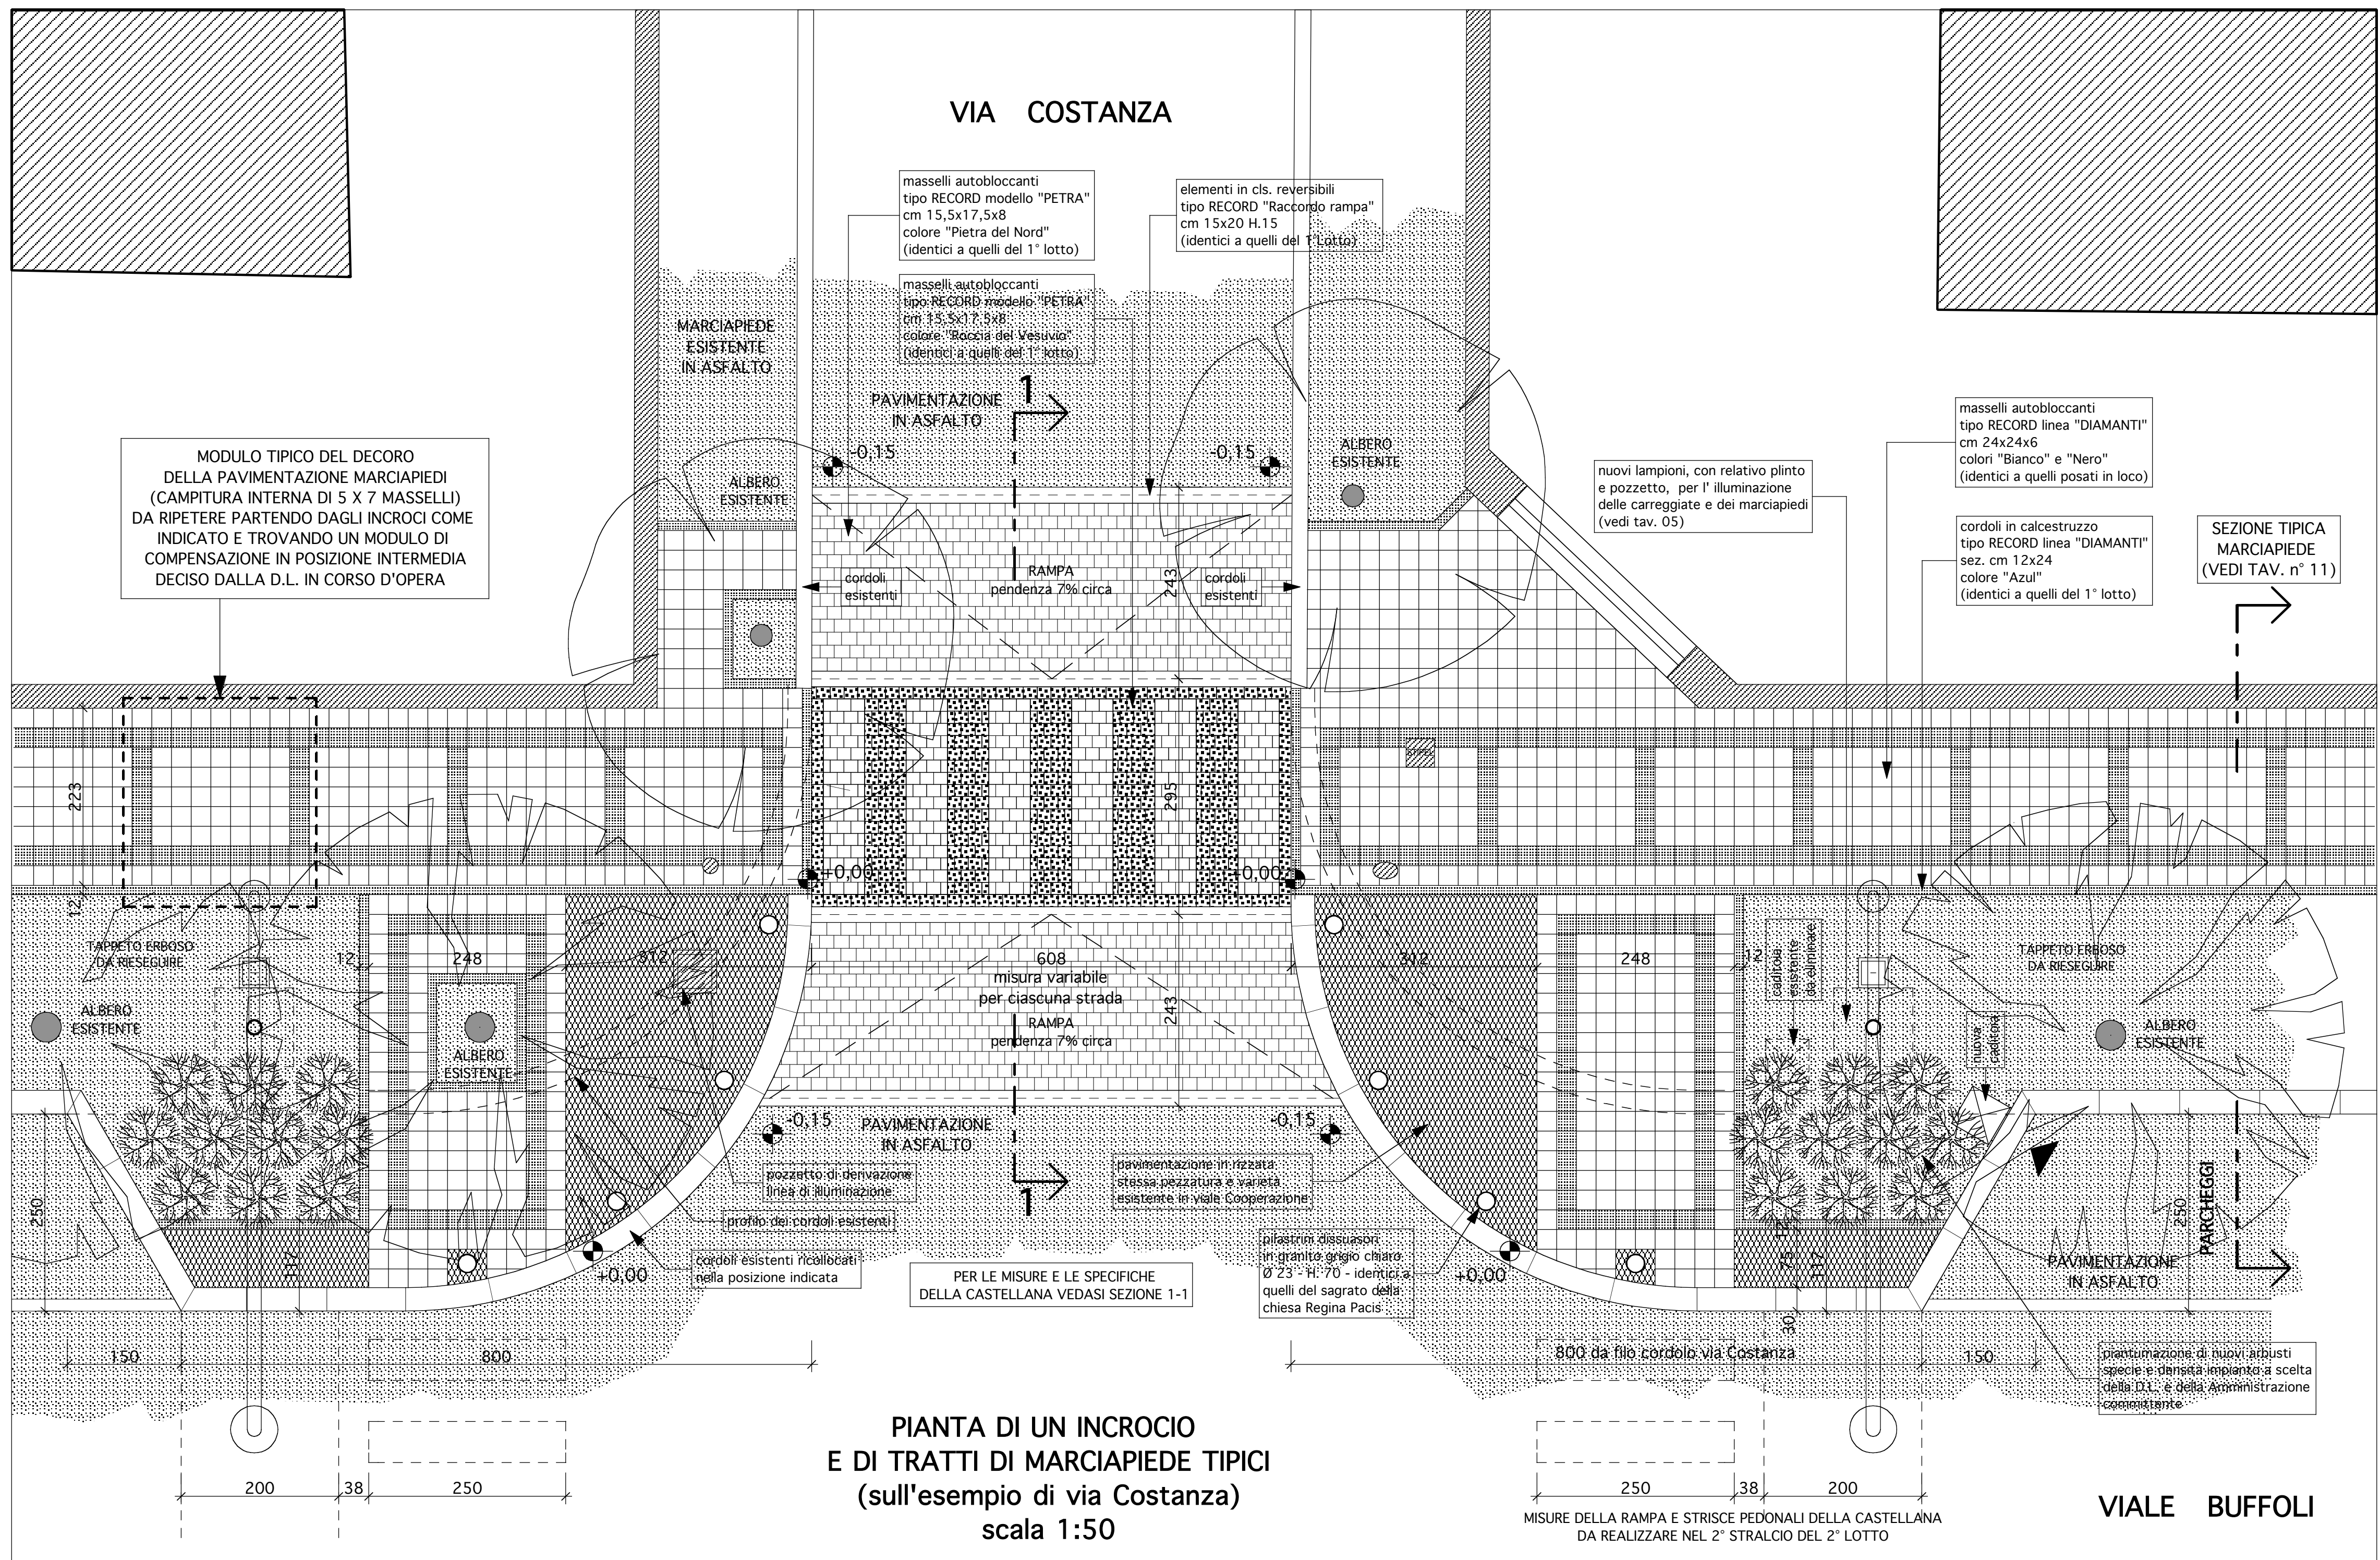 VIA COSTANZA
masselli autobloccanti
tipo RECORD modello "PETRA"
cm 15,5x17,5x8
colore "Pietra del Nord"
(identici a quelli del 1° lotto)
elementi in cls. reversibili
tipo RECORD "Raccordo rampa"
cm 15x20 H.15
(identici a quelli del 1°Lotto)
masselli autobloccanti
tipo RECORD modello "PETRA"
cm 15,5x17,5x8
colore "Roccia del Vesuvio"
(identici a quelli del 1° lotto)
MARCIAPIEDE
ESISTENTE
IN ASFALTO
1
PAVIMENTAZIONE
IN ASFALTO
-0,15
-0,15
ALBERO
ESISTENTE
ALBERO
ESISTENTE
MODULO TIPICO DEL DECORO
DELLA PAVIMENTAZIONE MARCIAPIEDI
(CAMPITURA INTERNA DI 5 X 7 MASSELLI)
DA RIPETERE PARTENDO DAGLI INCROCI COME
INDICATO E TROVANDO UN MODULO DI
COMPENSAZIONE IN POSIZIONE INTERMEDIA
DECISO DALLA D.L. IN CORSO D'OPERA
nuovi lampioni, con relativo plinto
e pozzetto, per l' illuminazione
delle carreggiate e dei marciapiedi
(vedi tav. 05)
masselli autobloccanti
tipo RECORD linea "DIAMANTI"
cm 24x24x6
colori "Bianco" e "Nero"
(identici a quelli posati in loco)
cordoli in calcestruzzo
tipo RECORD linea "DIAMANTI"
sez. cm 12x24
colore "Azul"
(identici a quelli del 1° lotto)
SEZIONE TIPICA
MARCIAPIEDE
(VEDI TAV. n° 11)
cordoli
esistenti
RAMPA
pendenza 7% circa
243
cordoli
esistenti
223
295
+0,00
+0,00
12
TAPPETO ERBOSO
DA RIESEGUIRE
12
248
312
608
misura variabile
per ciascuna strada
RAMPA
pendenza 7% circa
243
312
248
12
caditoia
esistente
da eliminare
TAPPETO ERBOSO
DA RIESEGUIRE
ALBERO
ESISTENTE
ALBERO
ESISTENTE
nuova
caditoia
ALBERO
ESISTENTE
-0,15
PAVIMENTAZIONE
IN ASFALTO
-0,15
pozzetto di derivazione
linea di illuminazione
pavimentazione in rizzata
stessa pezzatura e varietà
esistente in viale Cooperazione
profilo dei cordoli esistenti
cordoli esistenti ricollocati
nella posizione indicata
1
pilastrini dissuasori
in granito grigio chiaro
Ø 23 - H. 70 - identici a
quelli del sagrato della
chiesa Regina Pacis
250
112
+0,00
+0,00
PER LE MISURE E LE SPECIFICHE
DELLA CASTELLANA VEDASI SEZIONE 1-1
12
75
112
30
250
PARCHEGGI
PAVIMENTAZIONE
IN ASFALTO
150
800
800 da filo cordolo via Costanza
150
piantumazione di nuovi arbusti
specie e densità impianto a scelta
della D.L. e della Amministrazione
committente
PIANTA DI UN INCROCIO
E DI TRATTI DI MARCIAPIEDE TIPICI
(sull'esempio di via Costanza)
scala 1:50
200
38
250
250
38
200
MISURE DELLA RAMPA E STRISCE PEDONALI DELLA CASTELLANA
DA REALIZZARE NEL 2° STRALCIO DEL 2° LOTTO
VIALE BUFFOLI